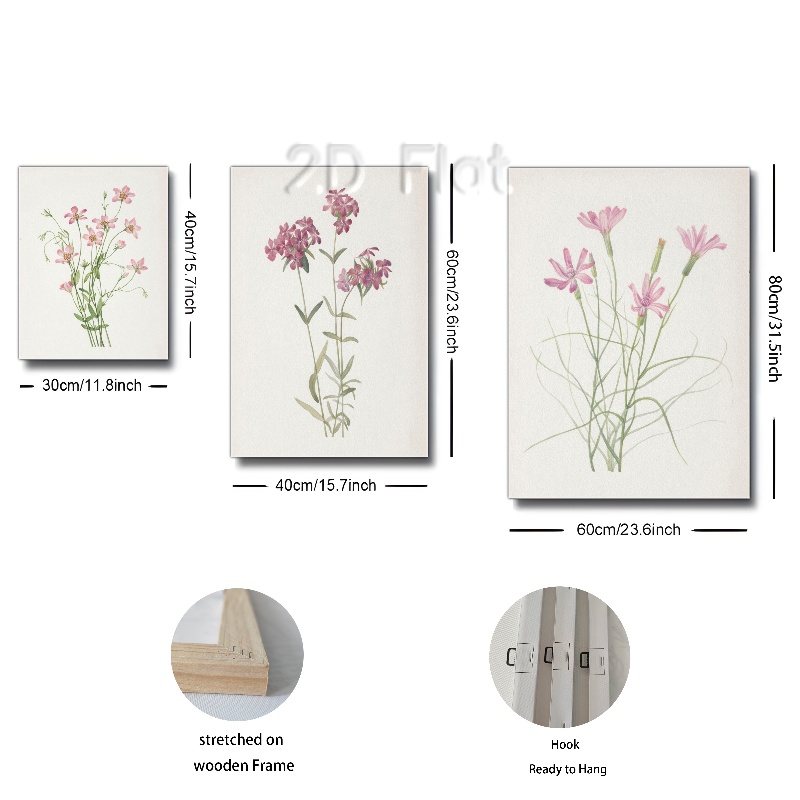 2D Flat
40cm/15.7inch
30cm/11.8inch
60cm/23.6inch
40cm/15.7inch
80cm/31.5inch
60cm/23.6inch
stretched on
wooden Frame
Hook
Ready to Hang